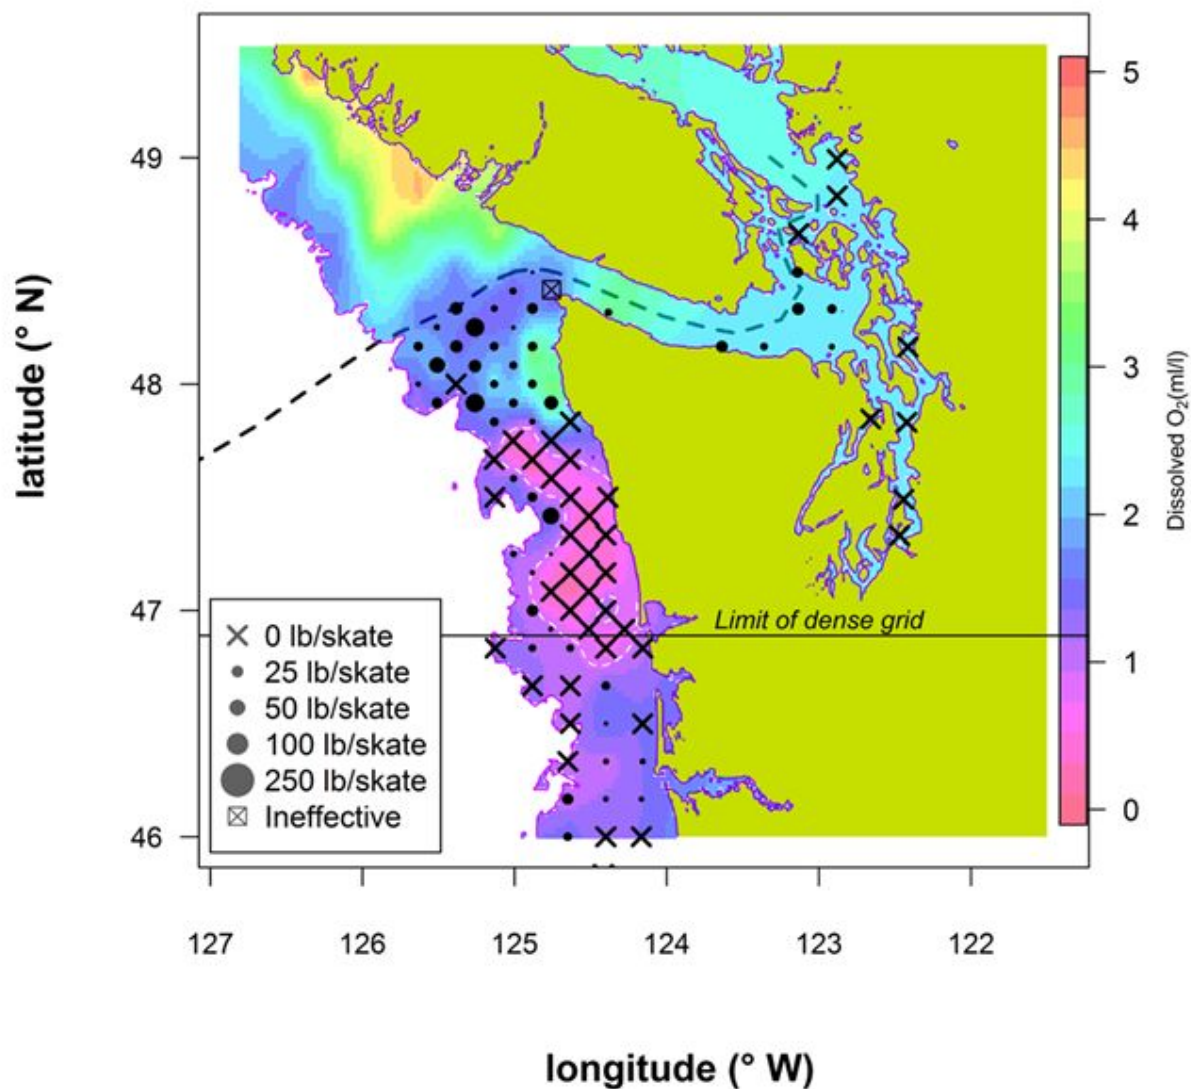 49
48
47
46
latitude (° N)
Limit of dense grid
0 lb/skate
25 lb/skate
50 lb/skate
100 lb/skate
250 lb/skate
Ineffective
5
4
3
2
1
0
Dissolved O₂(ml/l)
127 126 125 124 123 122
longitude (° W)